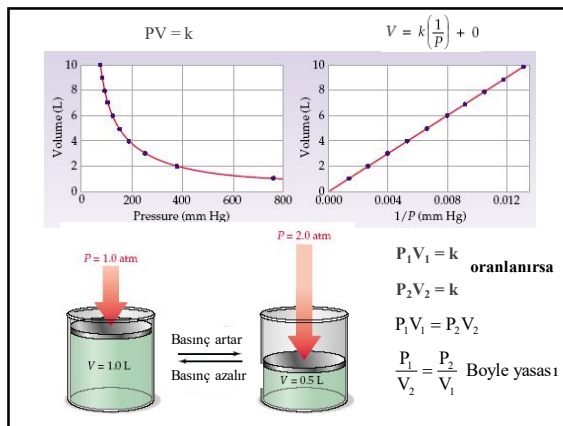 PV = k
V = k(1/P) + 0
Volume (L)
10
8
6
4
2
0
0 200 400 600 800
Pressure (mm Hg)
Volume (L)
10
8
6
4
2
0
0.000 0.004 0.008 0.012
1/P (mm Hg)
P = 1.0 atm
V = 1.0 L
Basınç artar
Basınç azalır
P = 2.0 atm
V = 0.5 L
P₁V₁ = k
oranlanırsa
P₂V₂ = k
P₁V₁ = P₂V₂
P₁/V₂ = P₂/V₁ Boyle yasası